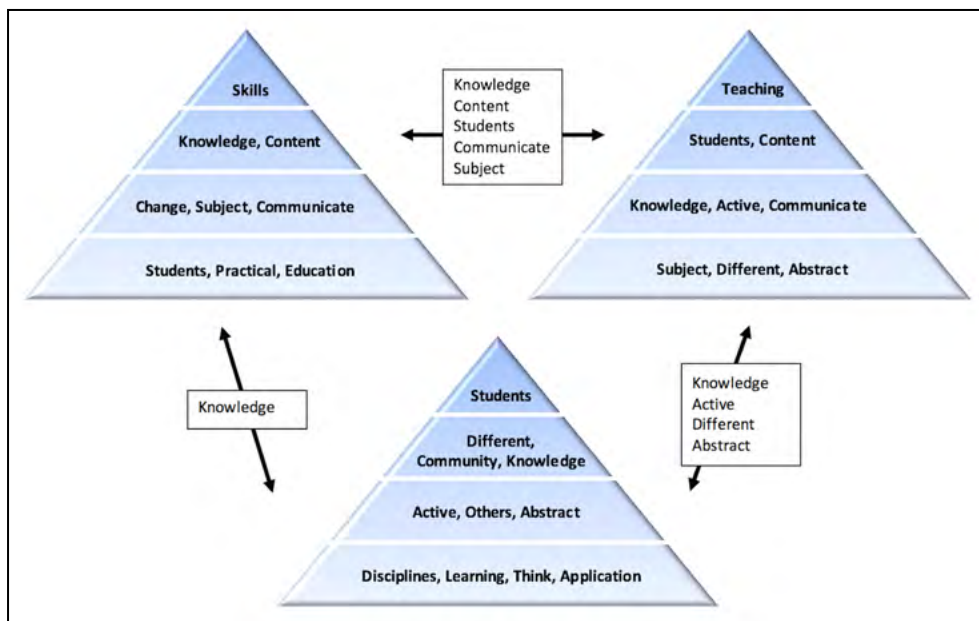 Skills
Knowledge, Content
Change, Subject, Communicate
Students, Practical, Education
Knowledge
Content
Students
Communicate
Subject
Teaching
Students, Content
Knowledge, Active, Communicate
Subject, Different, Abstract
Knowledge
Students
Different,
Community, Knowledge
Active, Others, Abstract
Disciplines, Learning, Think, Application
Knowledge
Active
Different
Abstract